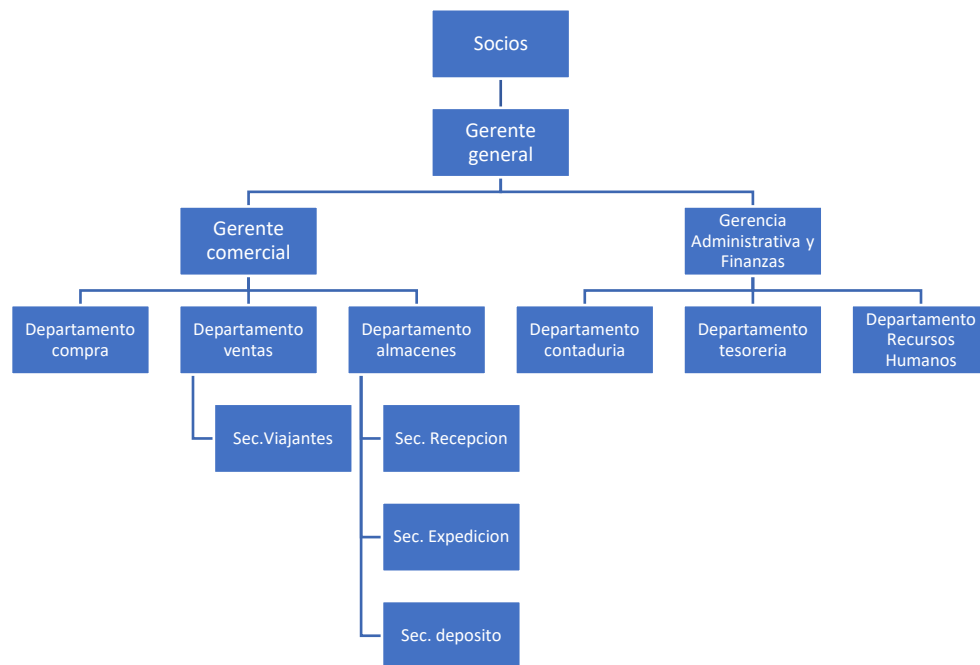 Socios
Gerente
general
Gerente
comercial
Gerencia
Administrativa y
Finanzas
Departamento
compra
Departamento
ventas
Departamento
almacenes
Departamento
contaduria
Departamento
tesoreria
Departamento
Recursos
Humanos
Sec.Viajantes
Sec. Recepcion
Sec. Expedicion
Sec. deposito